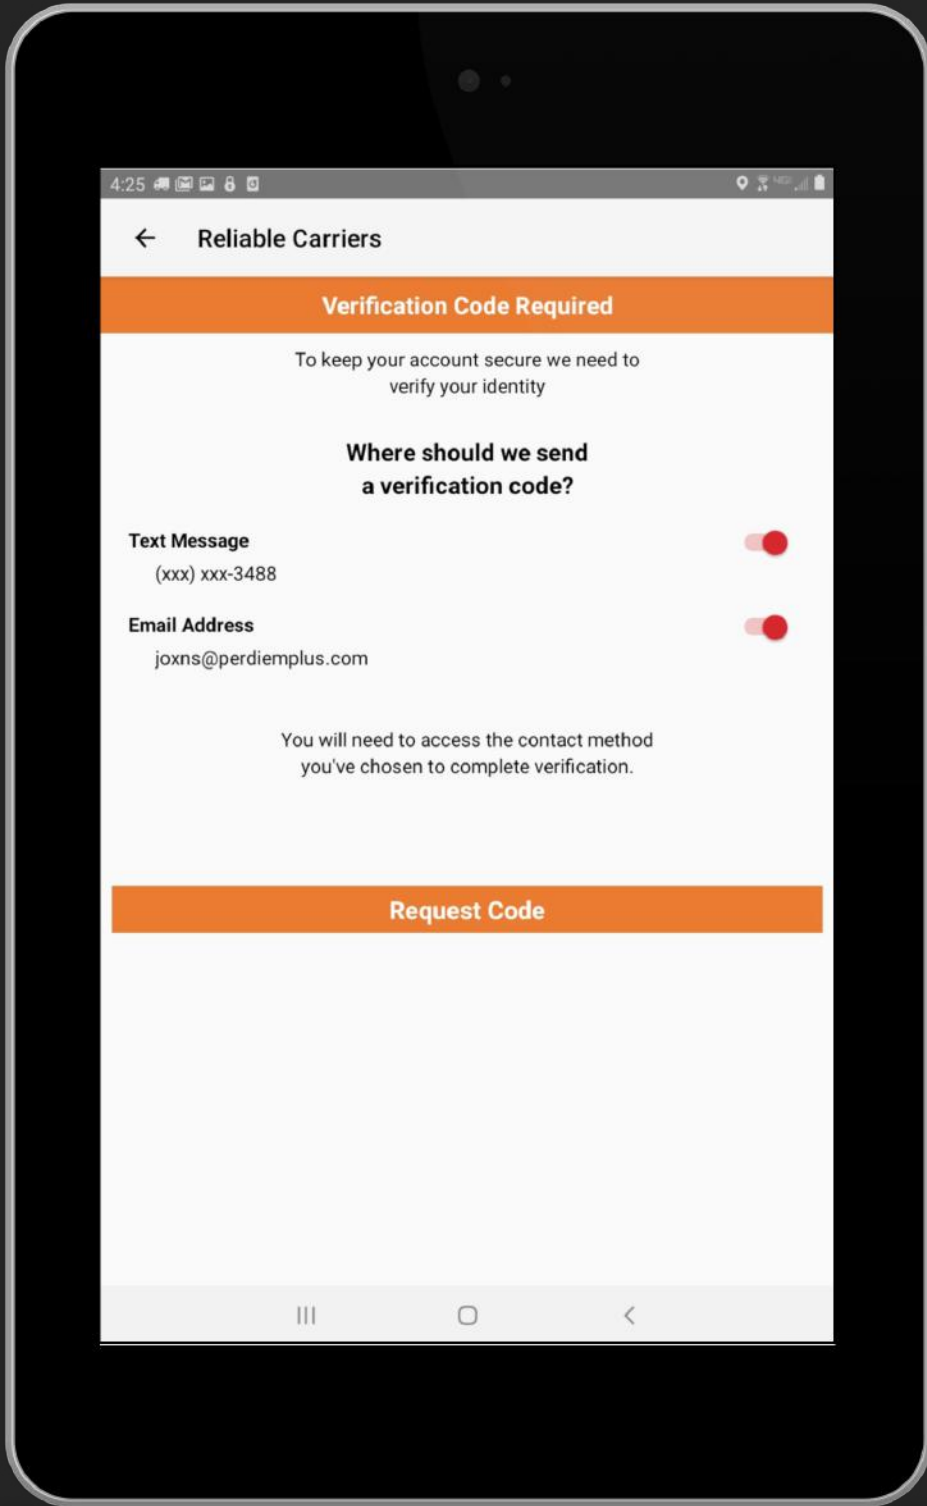 4:25
Reliable Carriers
Verification Code Required
To keep your account secure we need to
verify your identity
Where should we send
a verification code?
Text Message
(xxx) xxx-3488
Email Address
joxns@perdiemplus.com
You will need to access the contact method
you've chosen to complete verification.
Request Code